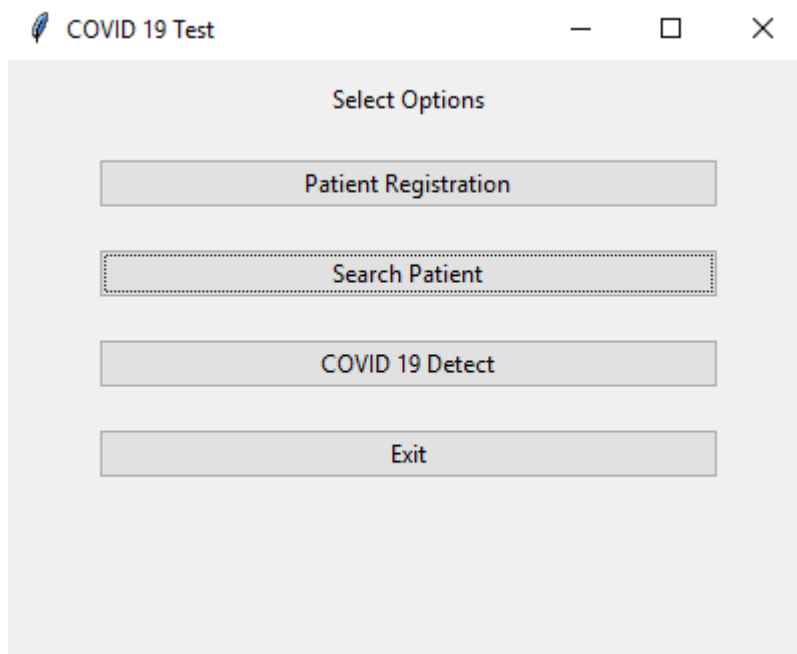 COVID 19 Test
Select Options
Patient Registration
Search Patient
COVID 19 Detect
Exit